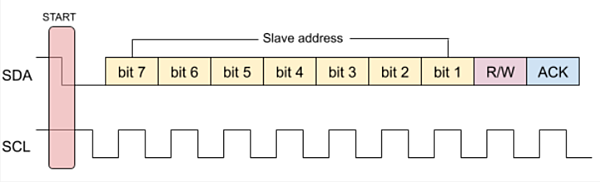 START
Slave address
SDA
bit 7 bit 6 bit 5 bit 4 bit 3 bit 2 bit 1 R/W ACK
SCL